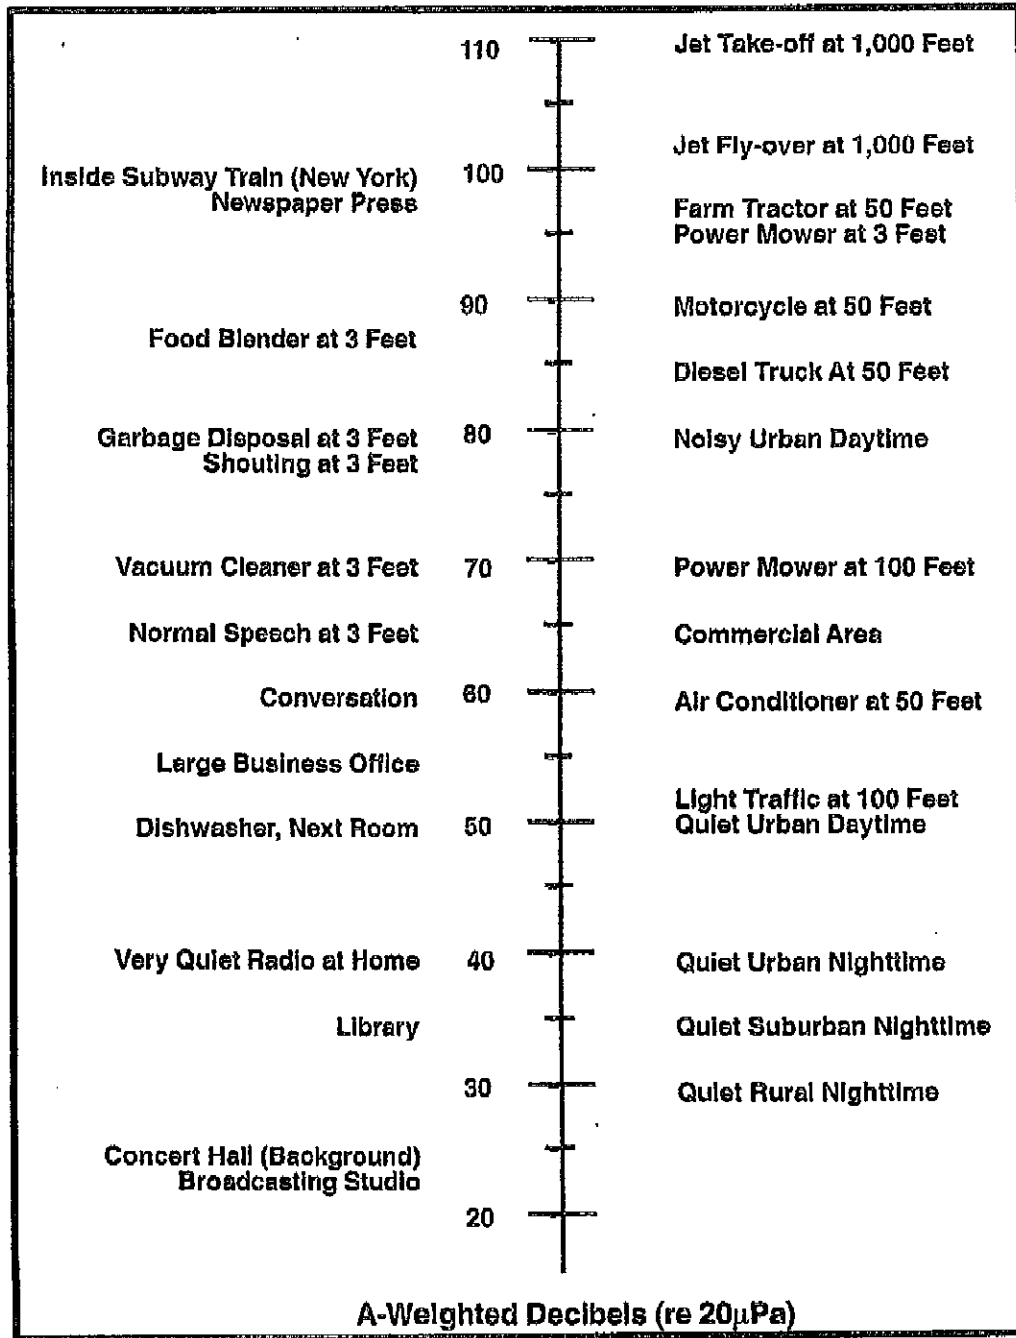 110
Jet Take-off at 1,000 Feet
Jet Fly-over at 1,000 Feet
Inside Subway Train (New York)
100
Newspaper Press
Farm Tractor at 50 Feet
Power Mower at 3 Feet
90
Motorcycle at 50 Feet
Food Blender at 3 Feet
Diesel Truck At 50 Feet
Garbage Disposal at 3 Feet
80
Noisy Urban Daytime
Shouting at 3 Feet
Vacuum Cleaner at 3 Feet
70
Power Mower at 100 Feet
Normal Speech at 3 Feet
Commercial Area
Conversation
60
Air Conditioner at 50 Feet
Large Business Office
Light Traffic at 100 Feet
Dishwasher, Next Room
50
Quiet Urban Daytime
Very Quiet Radio at Home
40
Quiet Urban Nighttime
Library
Quiet Suburban Nighttime
30
Quiet Rural Nighttime
Concert Hall (Background)
Broadcasting Studio
20
A-Weighted Decibels (re 20μPa)